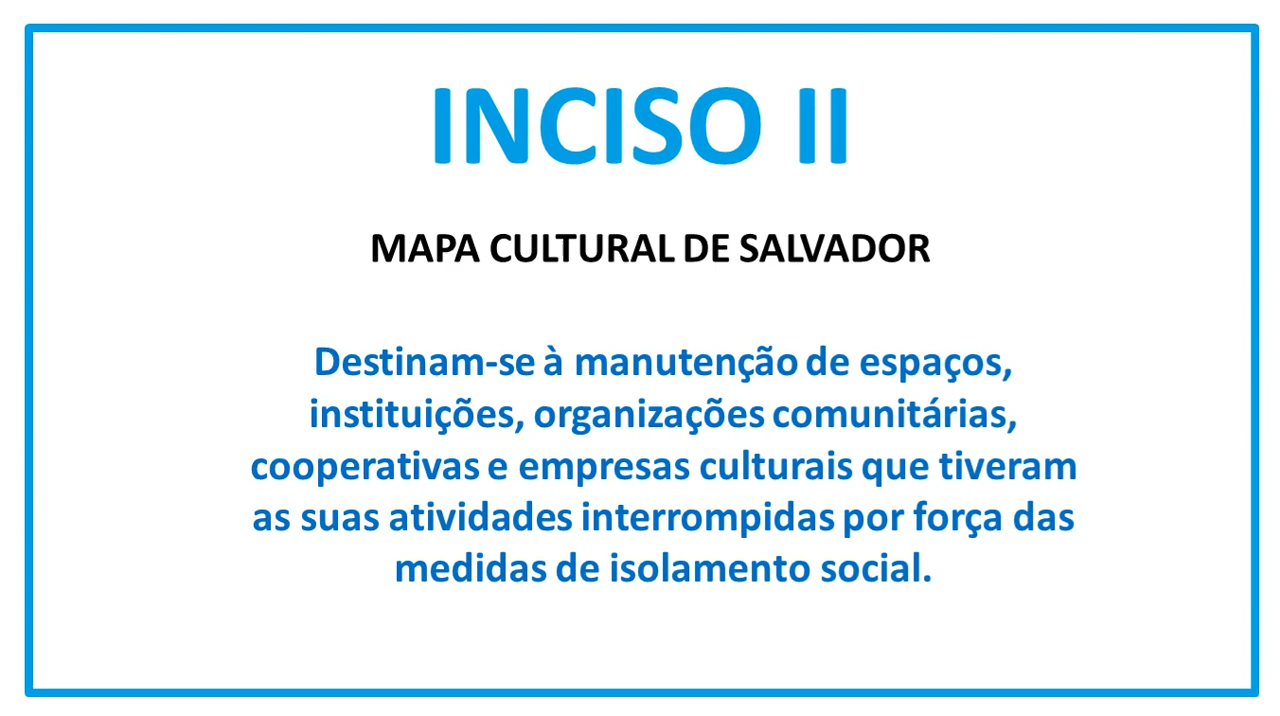 INCISO II
MAPA CULTURAL DE SALVADOR
Destinam-se à manutenção de espaços,
instituições, organizações comunitárias,
cooperativas e empresas culturais que tiveram
as suas atividades interrompidas por força das
medidas de isolamento social.